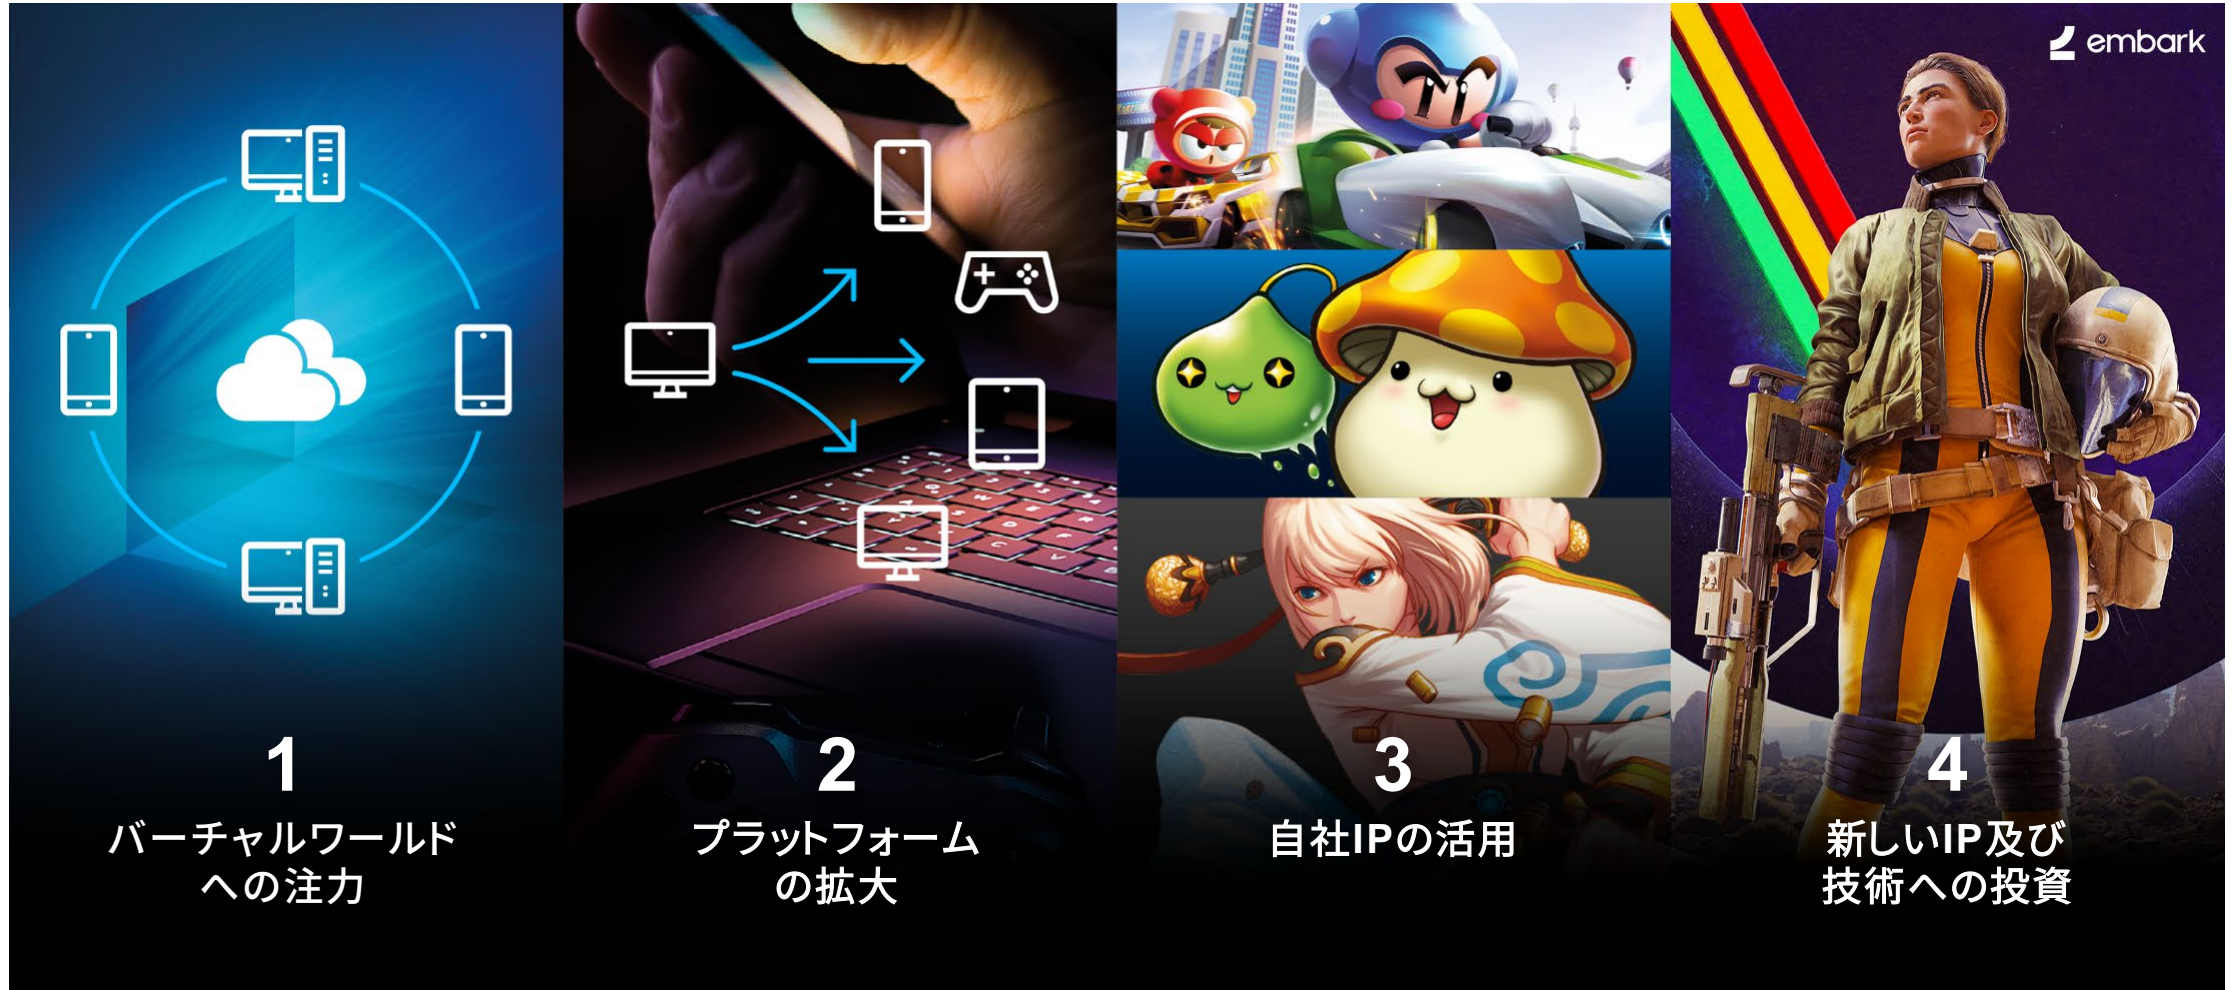 embark
1
バーチャルワールド
への注力
2
プラットフォーム
の拡大
3
自社IPの活用
4
新しいIP及び
技術への投資